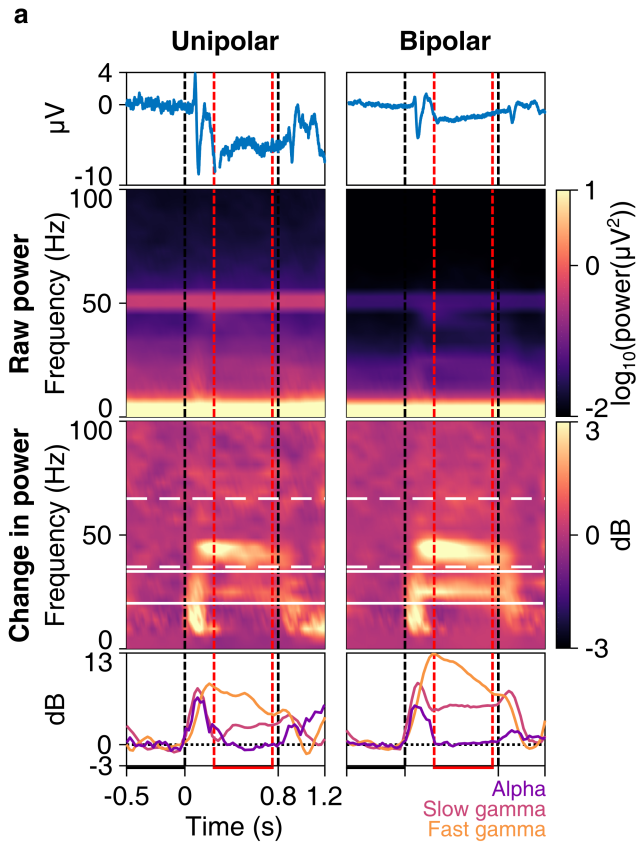 a
Unipolar
Bipolar
4
0
-10
µV
100
50
0
Raw power
Frequency (Hz)
1
0
-2
log10(power(µV²))
100
50
0
Change in power
Frequency (Hz)
3
0
-3
dB
13
0
-3
dB
-0.5
0
0.8
1.2
Time (s)
Alpha
Slow gamma
Fast gamma